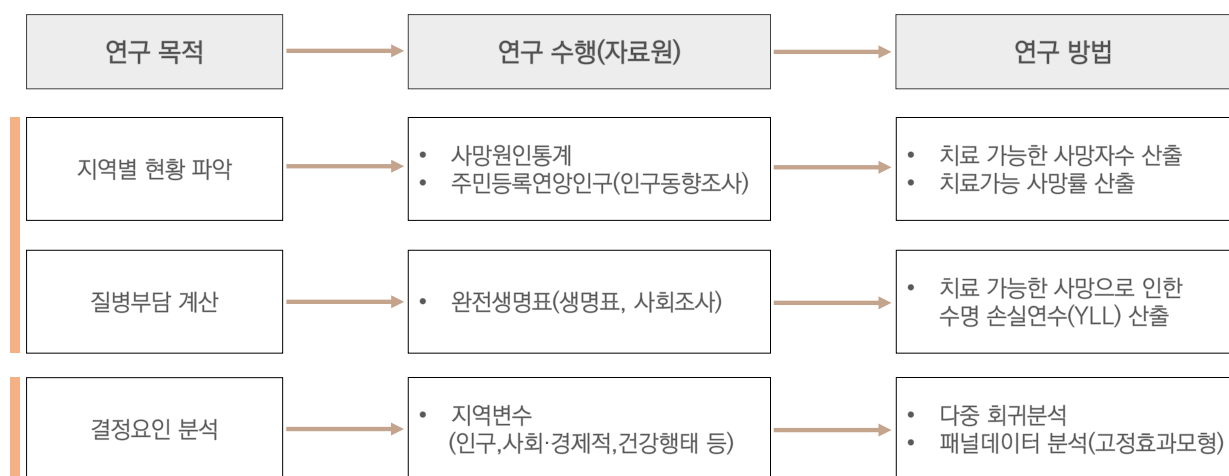 연구 목적
연구 수행(자료원)
연구 방법
지역별 현황 파악
• 사망원인통계
• 주민등록연앙인구(인구동향조사)
• 치료 가능한 사망자수 산출
• 치료가능 사망률 산출
질병부담 계산
• 완전생명표(생명표, 사회조사)
• 치료 가능한 사망으로 인한
수명 손실연수(YLL) 산출
결정요인 분석
• 지역변수
(인구,사회·경제적,건강행태 등)
• 다중 회귀분석
• 패널데이터 분석(고정효과모형)